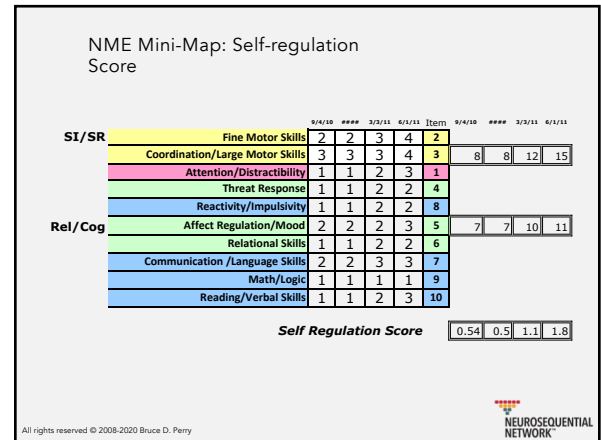 NME Mini-Map: Self-regulation
Score
9/4/10 #### 3/3/11 6/1/11 Item 9/4/10 #### 3/3/11 6/1/11
SI/SR Fine Motor Skills 2 2 3 4 2
Coordination/Large Motor Skills 3 3 3 4 3 8 8 12 15
Attention/Distractibility 1 1 2 3 1
Threat Response 1 1 2 2 4
Reactivity/Impulsivity 1 1 2 2 8
Rel/Cog Affect Regulation/Mood 2 2 2 3 5 7 7 10 11
Relational Skills 1 1 2 2 6
Communication /Language Skills 2 2 3 3 7
Math/Logic 1 1 1 1 9
Reading/Verbal Skills 1 1 2 3 10
Self Regulation Score 0.54 0.5 1.1 1.8
All rights reserved © 2008-2020 Bruce D. Perry
NEUROSEQUENTIAL
NETWORK™